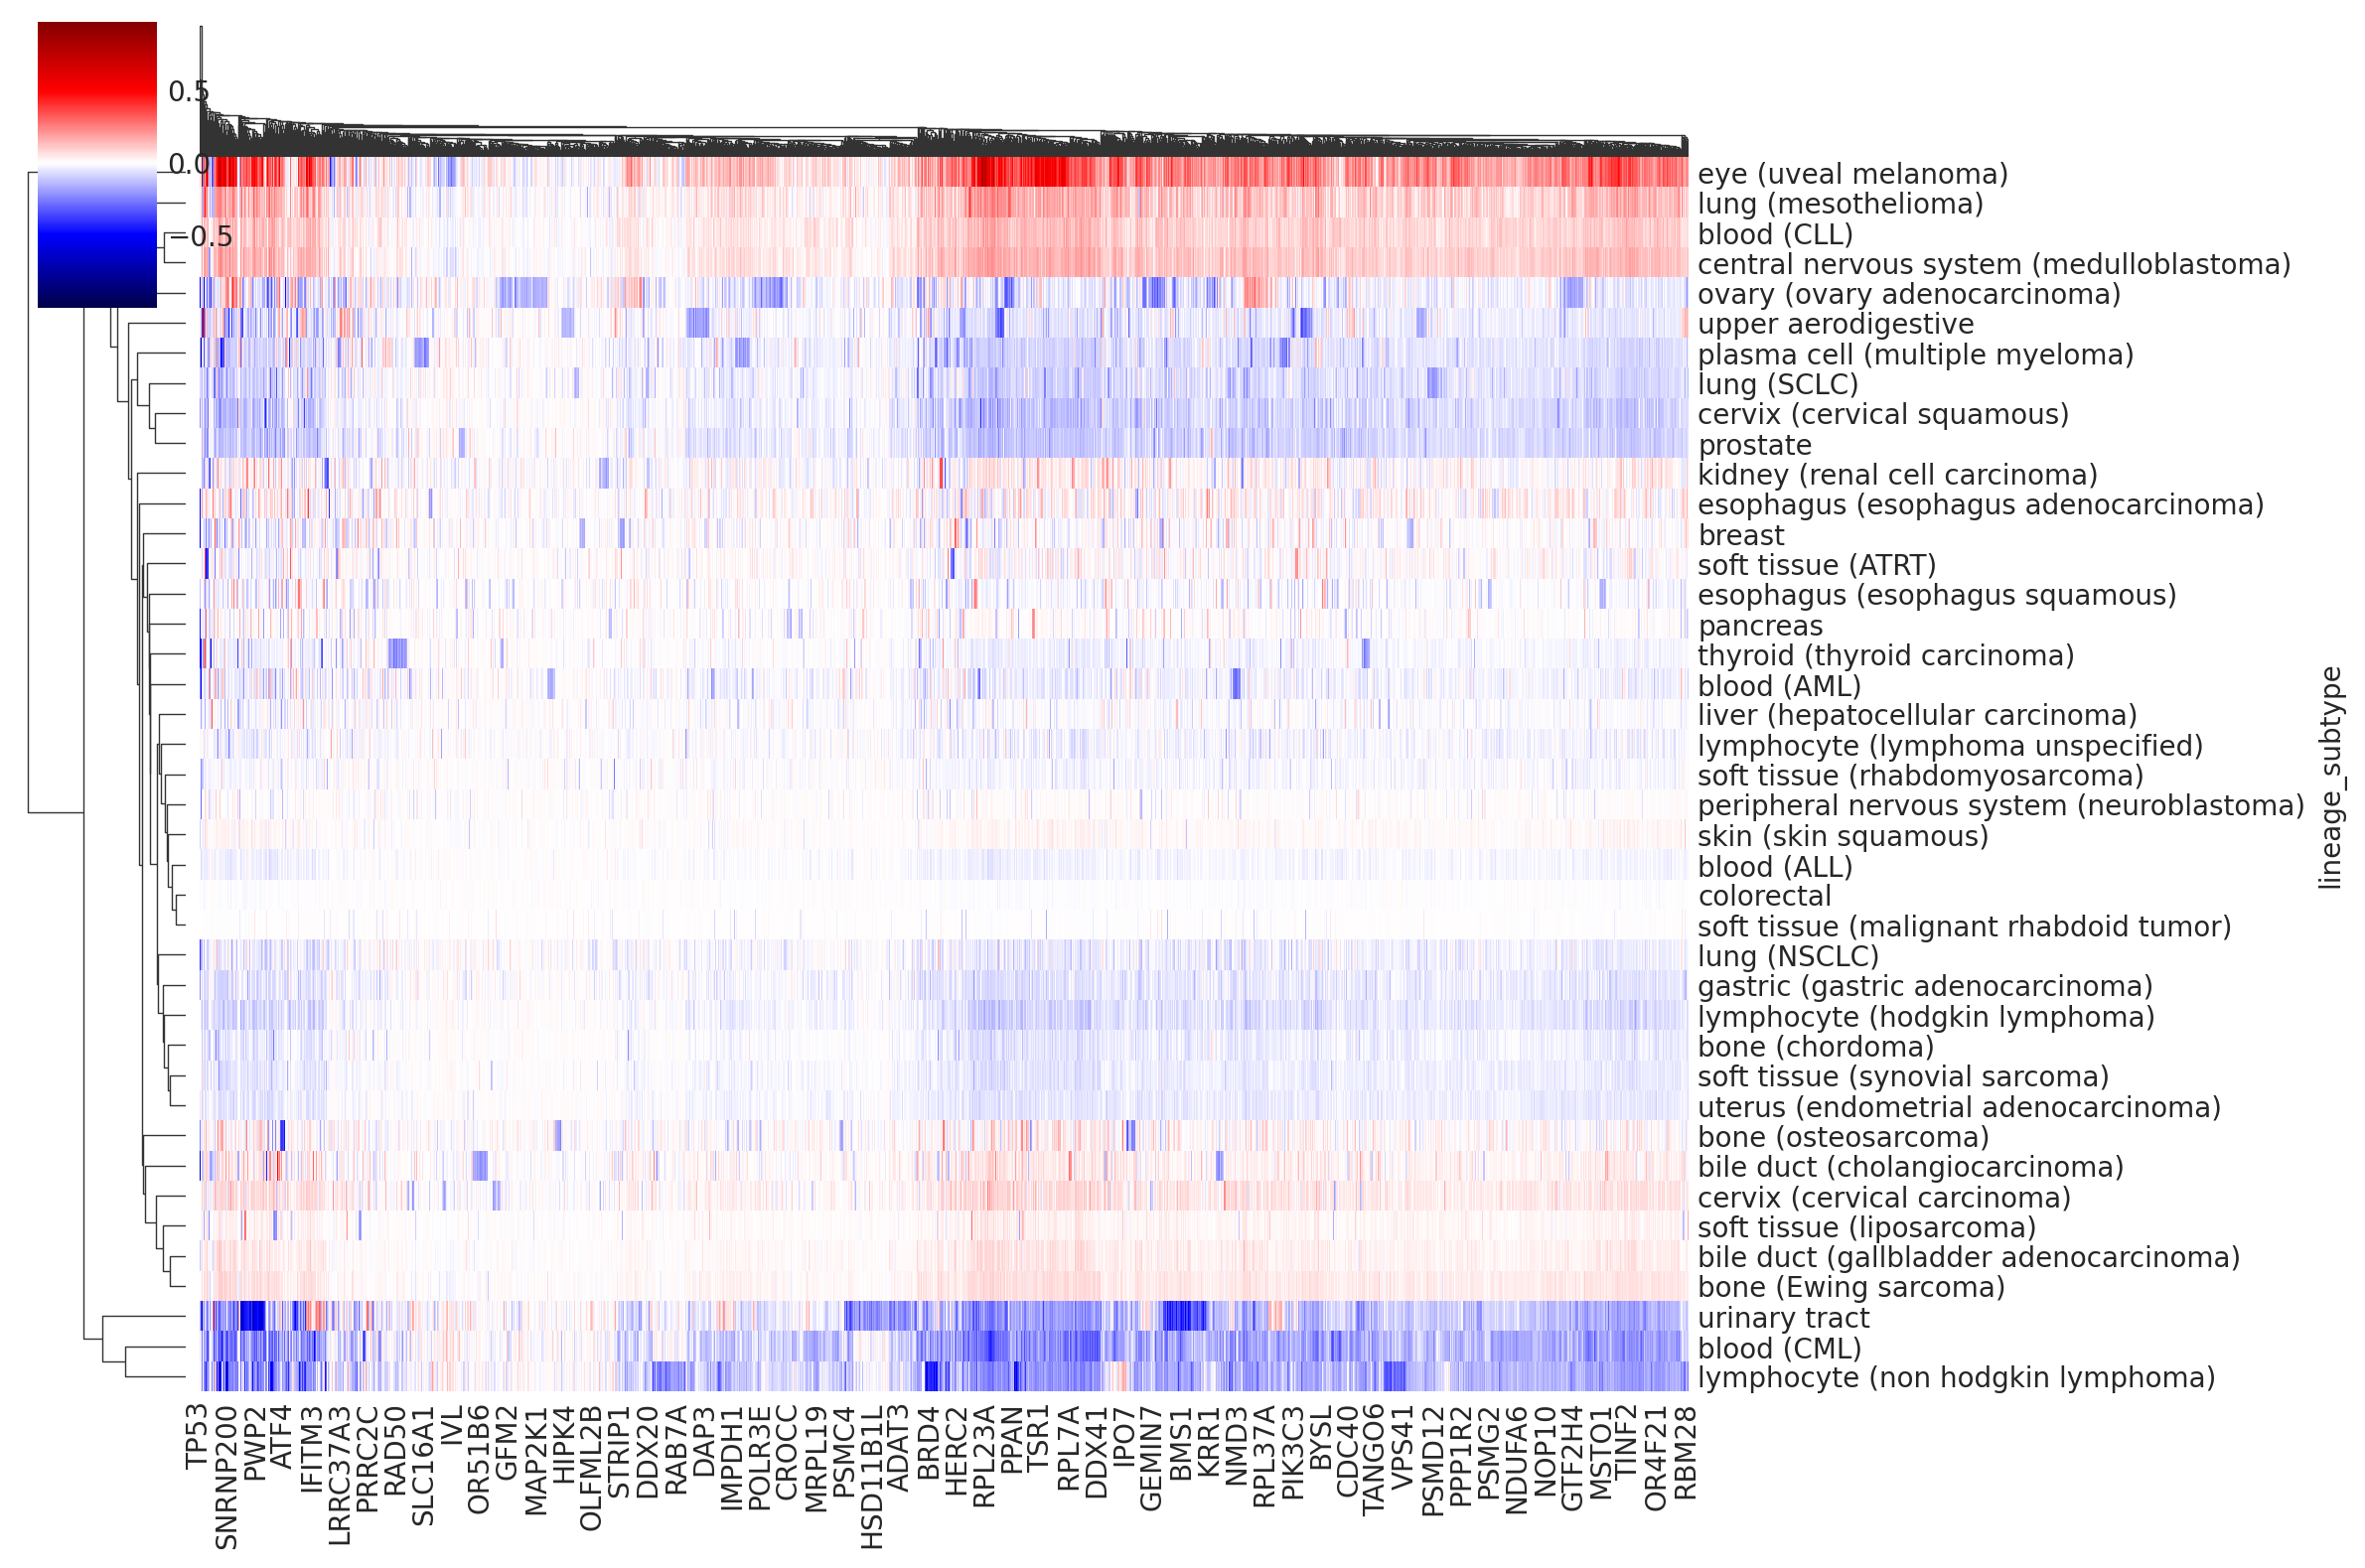 0.5
0.0
−0.5
eye (uveal melanoma)
lung (mesothelioma)
blood (CLL)
central nervous system (medulloblastoma)
ovary (ovary adenocarcinoma)
upper aerodigestive
plasma cell (multiple myeloma)
lung (SCLC)
cervix (cervical squamous)
prostate
kidney (renal cell carcinoma)
esophagus (esophagus adenocarcinoma)
breast
soft tissue (ATRT)
esophagus (esophagus squamous)
pancreas
thyroid (thyroid carcinoma)
blood (AML)
liver (hepatocellular carcinoma)
lymphocyte (lymphoma unspecified)
soft tissue (rhabdomyosarcoma)
peripheral nervous system (neuroblastoma)
skin (skin squamous)
blood (ALL)
colorectal
soft tissue (malignant rhabdoid tumor)
lung (NSCLC)
gastric (gastric adenocarcinoma)
lymphocyte (hodgkin lymphoma)
bone (chordoma)
soft tissue (synovial sarcoma)
uterus (endometrial adenocarcinoma)
bone (osteosarcoma)
bile duct (cholangiocarcinoma)
cervix (cervical carcinoma)
soft tissue (liposarcoma)
bile duct (gallbladder adenocarcinoma)
bone (Ewing sarcoma)
urinary tract
blood (CML)
lymphocyte (non hodgkin lymphoma)
lineage_subtype
TP53
SNRNP200
PWP2
ATF4
IFITM3
LRRC37A3
PRRC2C
RAD50
SLC16A1
IVL
OR51B6
GFM2
MAP2K1
HIPK4
OLFML2B
STRIP1
DDX20
RAB7A
DAP3
IMPDH1
POLR3E
CROCC
MRPL19
PSMC4
HSD11B1L
ADAT3
BRD4
HERC2
RPL23A
PPAN
TSR1
RPL7A
DDX41
IPO7
GEMIN7
BMS1
KRR1
NMD3
RPL37A
PIK3C3
BYSL
CDC40
TANGO6
VPS41
PSMD12
PPP1R2
PSMG2
NDUFA6
NOP10
GTF2H4
MSTO1
TINF2
OR4F21
RBM28